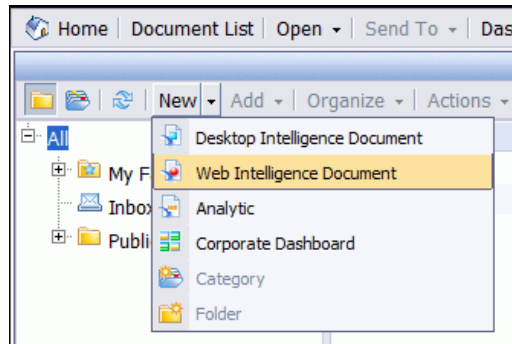 Home | Document List | Open | Send To | Das
New Add Organize Actions
All
Desktop Intelligence Document
My F
Web Intelligence Document
Inbox
Analytic
Publi
Corporate Dashboard
Category
Folder